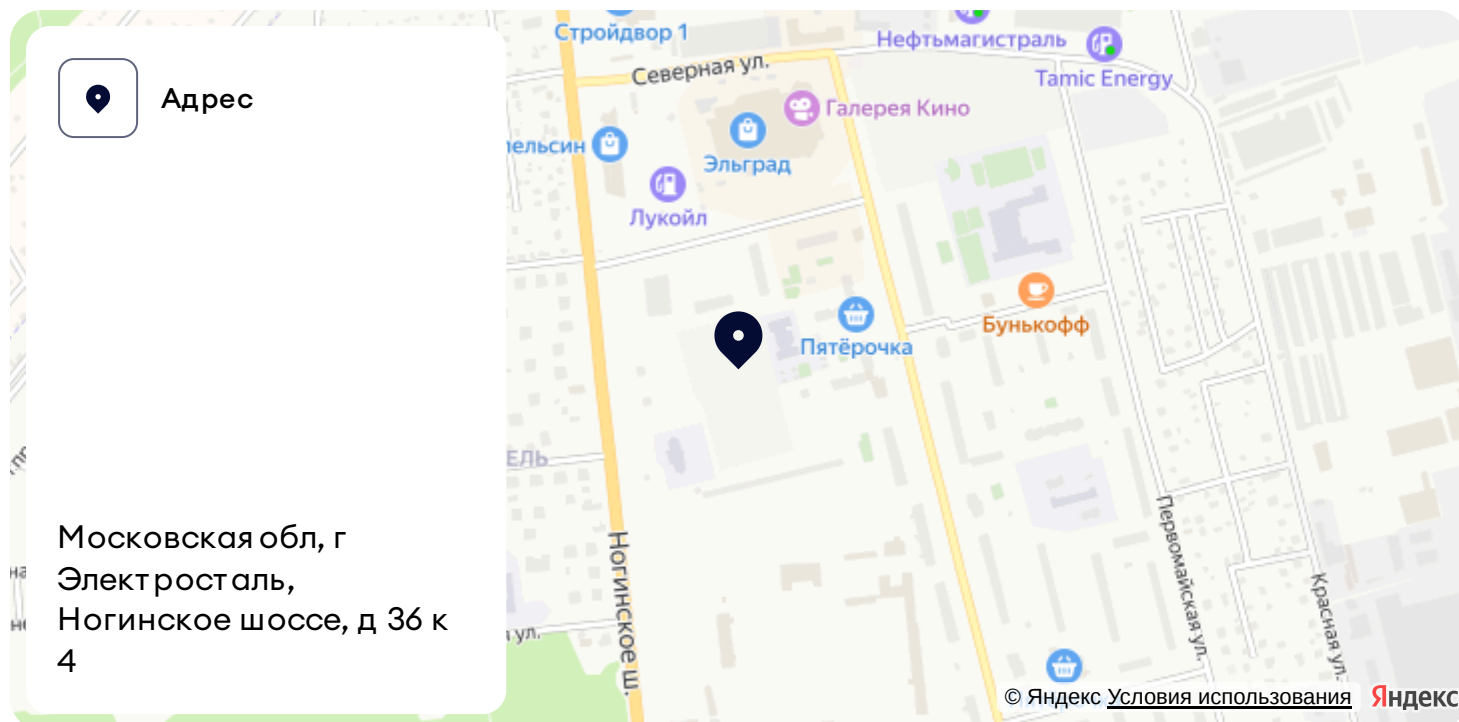 Адрес
Московская обл, г
Электросталь,
Ногинское шоссе, д 36 к
4
Стройдвор 1
Северная ул.
Нефтьмагистраль
Tamic Energy
Галерея Кино
Эльград
Лукойл
Пятёрочка
Бунькофф
Ногинское ш.
Первомайская ул.
Красная ул.
ул.
© Яндекс Условия использования
Яндекс